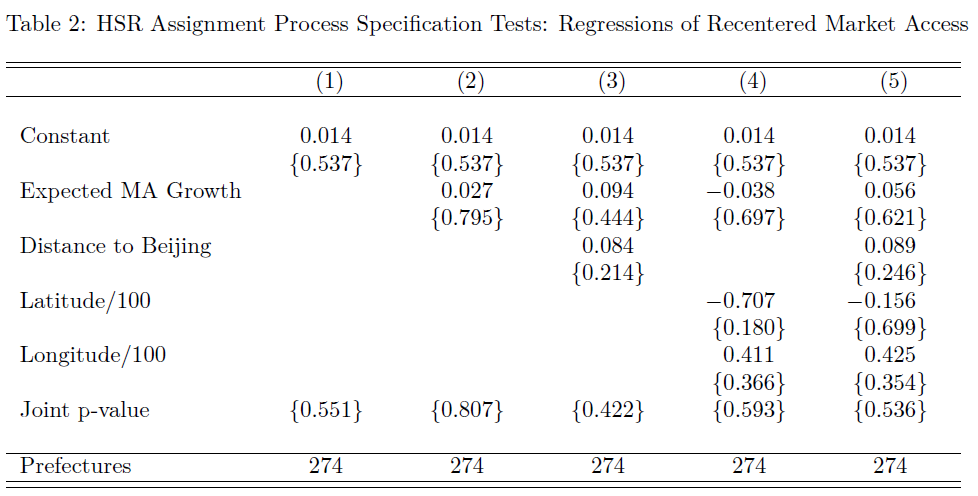 Table 2: HSR Assignment Process Specification Tests: Regressions of Recentered Market Access
(1) (2) (3) (4) (5)
Constant 0.014 0.014 0.014 0.014 0.014
{0.537} {0.537} {0.537} {0.537} {0.537}
Expected MA Growth 0.027 0.094 −0.038 0.056
{0.795} {0.444} {0.697} {0.621}
Distance to Beijing 0.084 0.089
{0.214} {0.246}
Latitude/100 −0.707 −0.156
{0.180} {0.699}
Longitude/100 0.411 0.425
{0.366} {0.354}
Joint p-value {0.551} {0.807} {0.422} {0.593} {0.536}
Prefectures 274 274 274 274 274